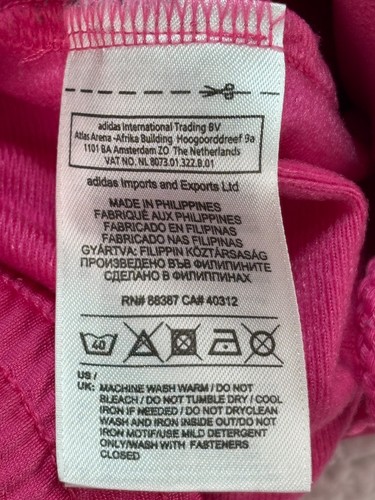 adidas International Trading BV
Atlas Arena -Afrika Building Hoogoorddreef 9a
1101 BA Amsterdam ZO The Netherlands
VAT NO. NL 8073.01.322.B.01
adidas Imports and Exports Ltd
MADE IN PHILIPPINES
FABRIQUÉ AUX PHILIPPINES
FABRICADO EN FILIPINAS
FABRICADO NAS FILIPINAS
GYÁRTVA: FILIPPIN KÖZTÁRSASÁG
ПРОИЗВЕДЕНО ВЪВ ФИЛИПИНИТЕ
СДЕЛАНО В ФИЛИППИНАХ
RN# 88387 CA# 40312
40
US /
UK: MACHINE WASH WARM / DO NOT
BLEACH / DO NOT TUMBLE DRY / COOL
IRON IF NEEDED / DO NOT DRYCLEAN
WASH AND IRON INSIDE OUT/DO NOT
IRON MOTIF/USE MILD DETERGENT
ONLY/WASH WITH FASTENERS
CLOSED